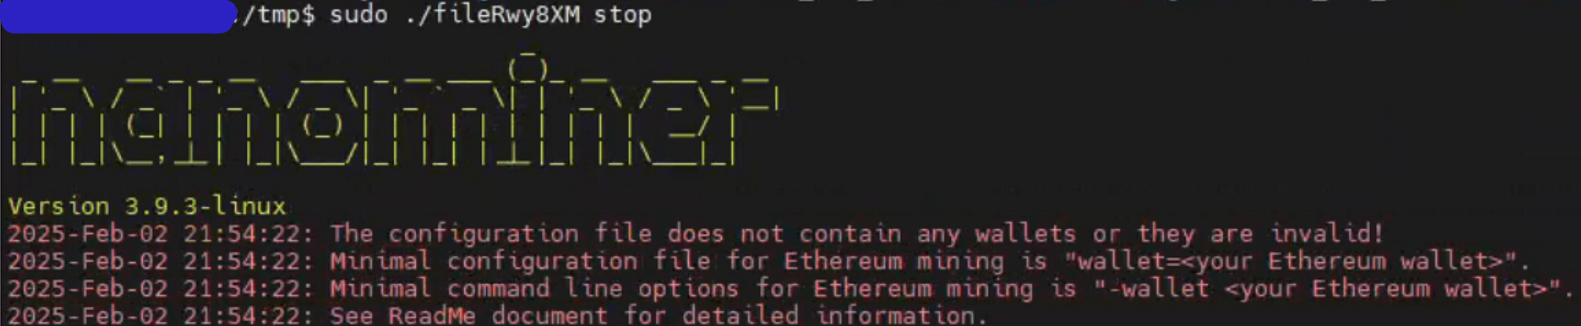 :/tmp$ sudo ./fileRwy8XM stop
nanominer
Version 3.9.3-linux
2025-Feb-02 21:54:22: The configuration file does not contain any wallets or they are invalid!
2025-Feb-02 21:54:22: Minimal configuration file for Ethereum mining is "wallet=<your Ethereum wallet>".
2025-Feb-02 21:54:22: Minimal command line options for Ethereum mining is "-wallet <your Ethereum wallet>".
2025-Feb-02 21:54:22: See ReadMe document for detailed information.